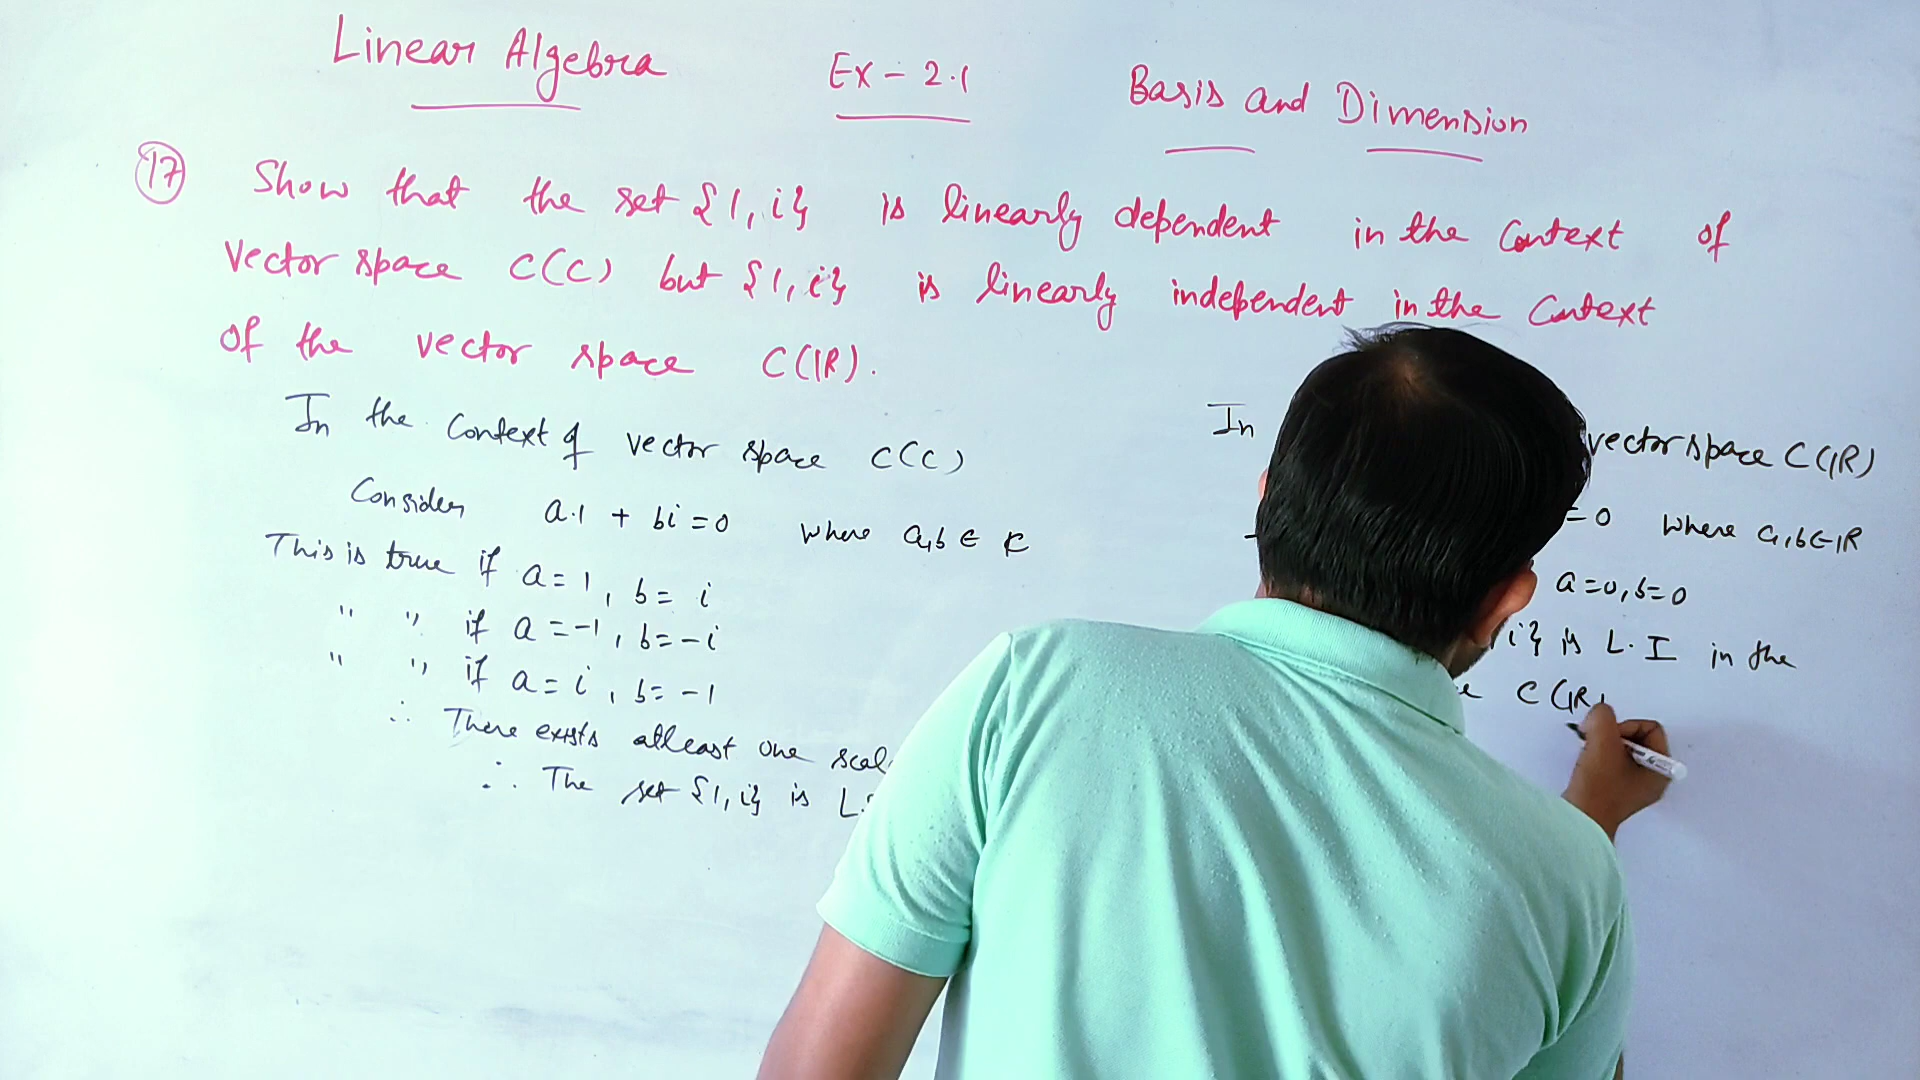 Linear Algebra Ex - 2.1 Basis and Dimension
17 Show that the set {1, i} is linearly dependent in the context of
vector space C(C) but {1, i} is linearly independent in the context
of the vector space C(IR).
In the context of vector space C(C)
Consider a.1 + bi = 0 where a,b ∈ C
This is true if a = 1, b = i
" " if a = -1, b = -i
" " if a = i, b = -1
∴ There exists atleast one
∴ The set {1, i} is
In vector space C(IR)
= 0 where a,b ∈ IR
a = 0, b = 0
i} is L.I in the
C(IR)